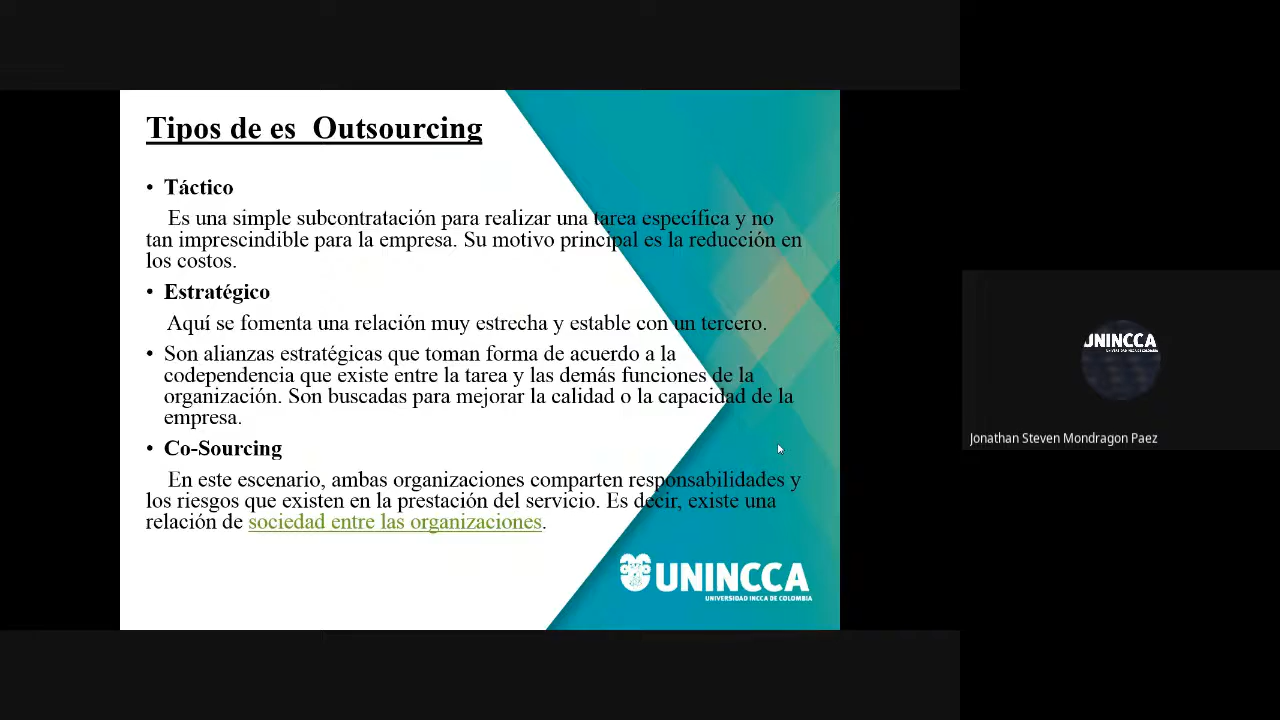 Tipos de es  Outsourcing
• Táctico
Es una simple subcontratación para realizar una tarea específica y no
tan imprescindible para la empresa. Su motivo principal es la reducción en
los costos.
• Estratégico
Aquí se fomenta una relación muy estrecha y estable con un tercero.
• Son alianzas estratégicas que toman forma de acuerdo a la
codependencia que existe entre la tarea y las demás funciones de la
organización. Son buscadas para mejorar la calidad o la capacidad de la
empresa.
• Co-Sourcing
En este escenario, ambas organizaciones comparten responsabilidades y
los riesgos que existen en la prestación del servicio. Es decir, existe una
relación de sociedad entre las organizaciones.
UNINCCA
UNIVERSIDAD INCCA DE COLOMBIA
UNINCCA
UNIVERSIDAD INCCA DE COLOMBIA
Jonathan Steven Mondragon Paez